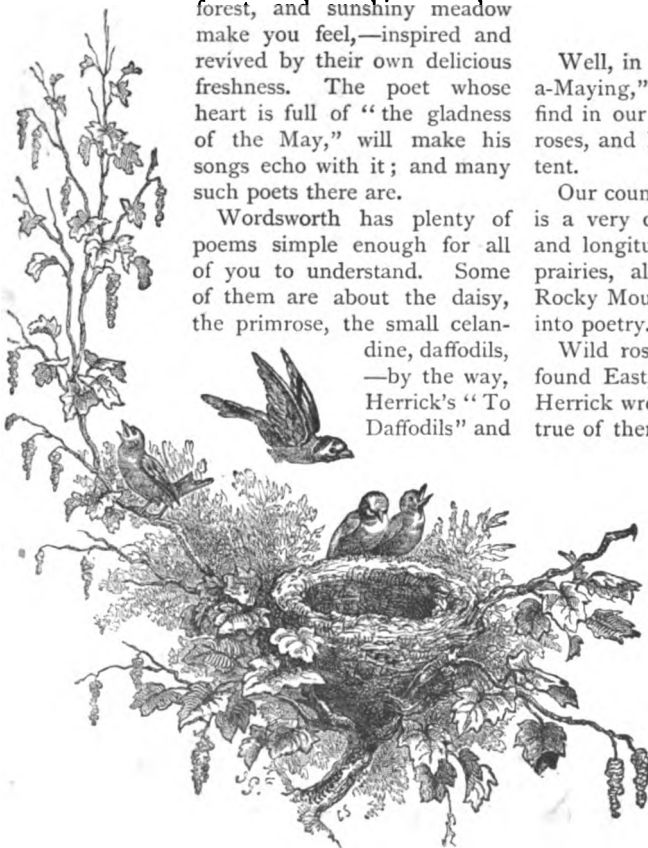 forest, and sunshiny meadow
make you feel,—inspired and
revived by their own delicious
freshness. The poet whose
heart is full of “ the gladness
of the May,” will make his
songs echo with it ; and many
such poets there are.
Wordsworth has plenty of
poems simple enough for all
of you to understand. Some
of them are about the daisy,
the primrose, the small celan-
dine, daffodils,
—by the way,
Herrick's “ To
Daffodils” and
Well, in
a-Maying,”
find in our
roses, and
tent.
Our coun
is a very
and longitu
prairies, al
Rocky Mou
into poetry.
Wild ros
found East,
Herrick wro
true of ther